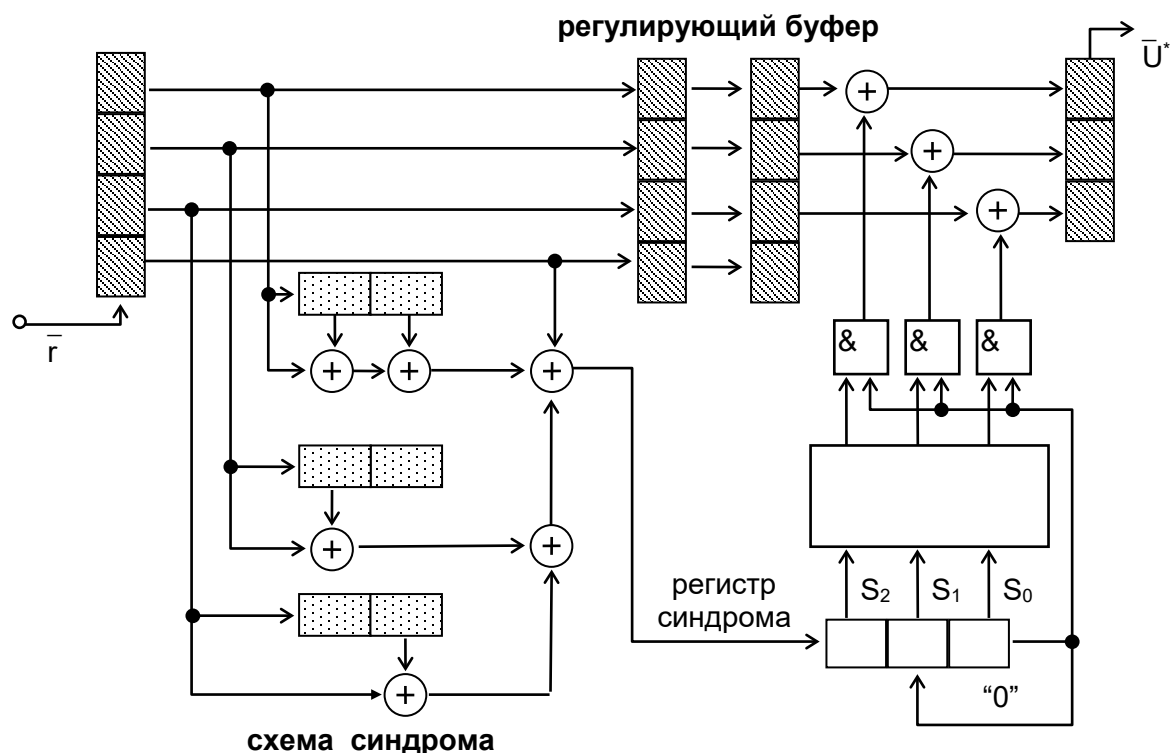 регулирующий буфер
U*
r
+
+
+
+
+
+
+
+
+
& & &
регистр
синдрома
S2 S1 S0
“0”
схема синдрома